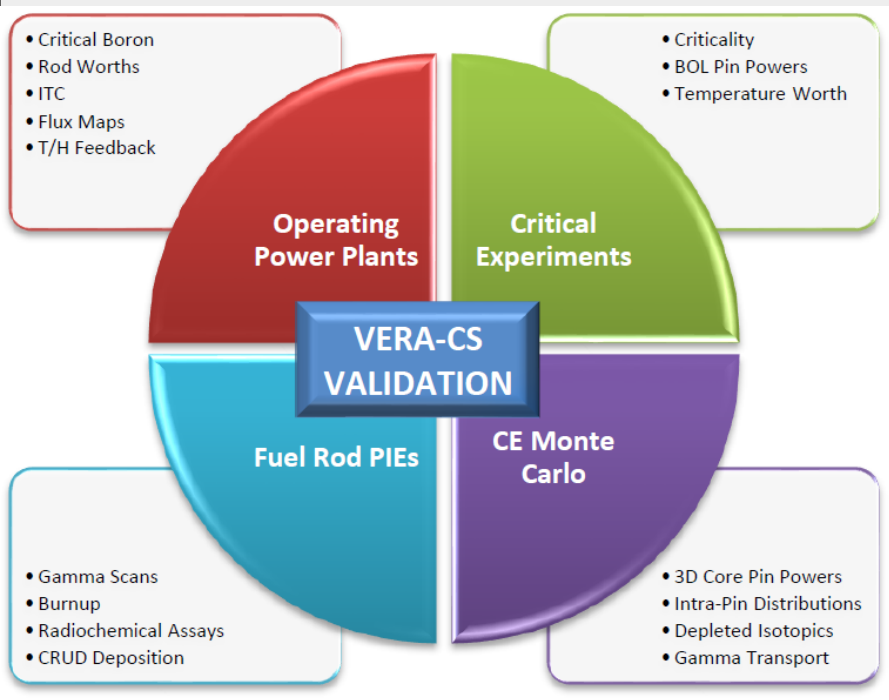 • Critical Boron
• Rod Worths
• ITC
• Flux Maps
• T/H Feedback
• Criticality
• BOL Pin Powers
• Temperature Worth
Operating
Power Plants
Critical
Experiments
VERA-CS
VALIDATION
Fuel Rod PIEs
CE Monte
Carlo
• Gamma Scans
• Burnup
• Radiochemical Assays
• CRUD Deposition
• 3D Core Pin Powers
• Intra-Pin Distributions
• Depleted Isotopics
• Gamma Transport